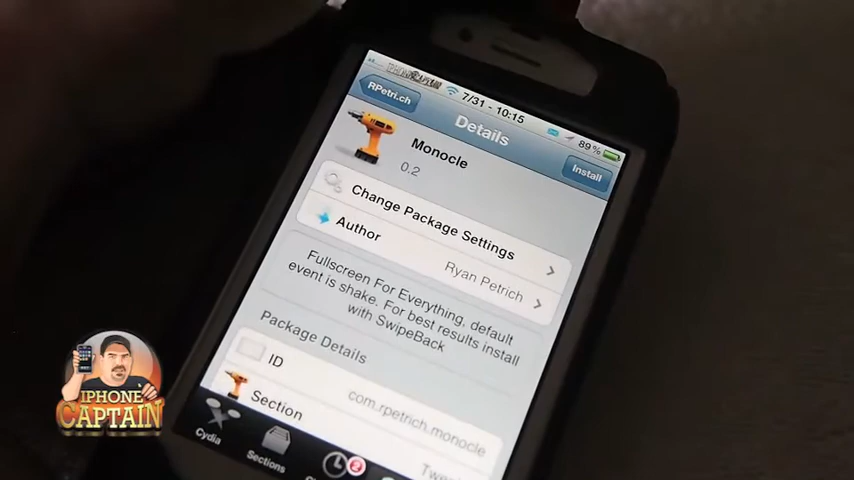 7/31 - 10:15
89%
RPetri.ch
Details
Install
Monocle
0.2
Change Package Settings
Author
Ryan Petrich
Fullscreen For Everything, default
event is shake. For best results install
with SwipeBack
Package Details
ID
com.rpetrich.monocle
Section
Cydia
Sections
2
IPHONE
CAPTAIN